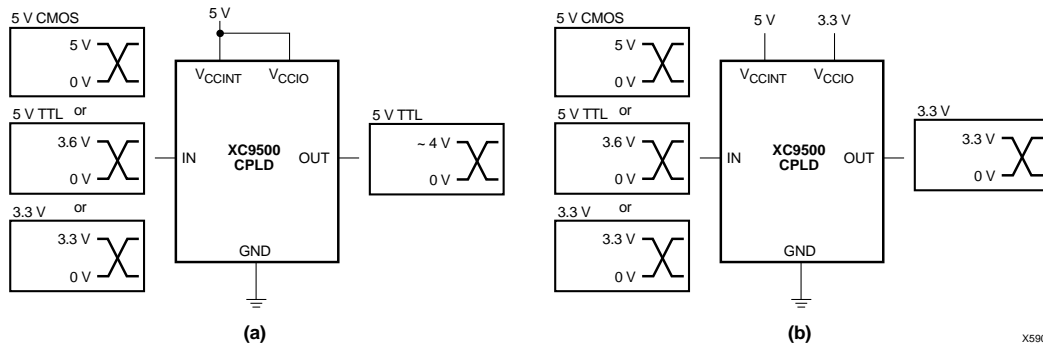 5 V CMOS
5 V
0 V
or
5 V TTL
3.6 V
0 V
or
3.3 V
3.3 V
0 V
5 V
VCCINT
VCCIO
IN
XC9500
CPLD
OUT
GND
5 V TTL
~ 4 V
0 V
(a)
5 V CMOS
5 V
0 V
or
5 V TTL
3.6 V
0 V
or
3.3 V
3.3 V
0 V
5 V
3.3 V
VCCINT
VCCIO
IN
XC9500
CPLD
OUT
GND
3.3 V
3.3 V
0 V
(b)